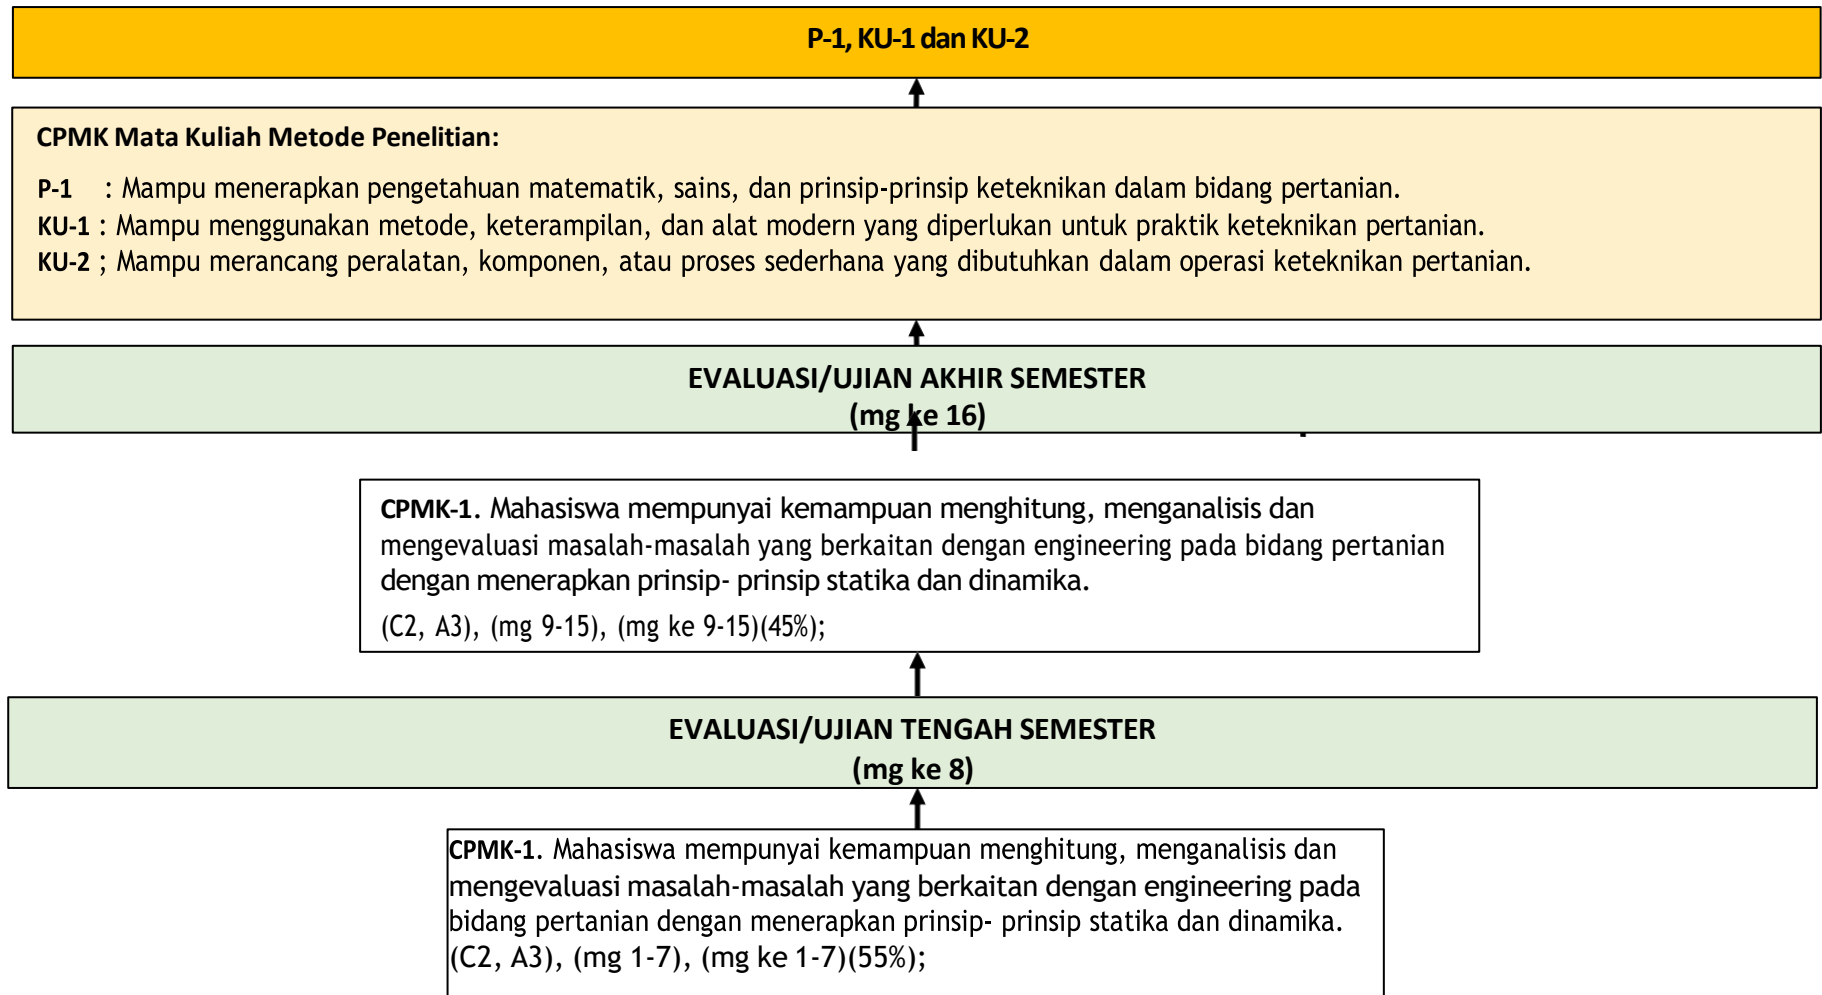 P-1, KU-1 dan KU-2
CPMK Mata Kuliah Metode Penelitian:
P-1 : Mampu menerapkan pengetahuan matematik, sains, dan prinsip-prinsip keteknikan dalam bidang pertanian.
KU-1 : Mampu menggunakan metode, keterampilan, dan alat modern yang diperlukan untuk praktik keteknikan pertanian.
KU-2 ; Mampu merancang peralatan, komponen, atau proses sederhana yang dibutuhkan dalam operasi keteknikan pertanian.
EVALUASI/UJIAN AKHIR SEMESTER
(mg ke 16)
CPMK-1. Mahasiswa mempunyai kemampuan menghitung, menganalisis dan
mengevaluasi masalah-masalah yang berkaitan dengan engineering pada bidang pertanian
dengan menerapkan prinsip- prinsip statika dan dinamika.
(C2, A3), (mg 9-15), (mg ke 9-15)(45%);
EVALUASI/UJIAN TENGAH SEMESTER
(mg ke 8)
CPMK-1. Mahasiswa mempunyai kemampuan menghitung, menganalisis dan
mengevaluasi masalah-masalah yang berkaitan dengan engineering pada
bidang pertanian dengan menerapkan prinsip- prinsip statika dan dinamika.
(C2, A3), (mg 1-7), (mg ke 1-7)(55%);